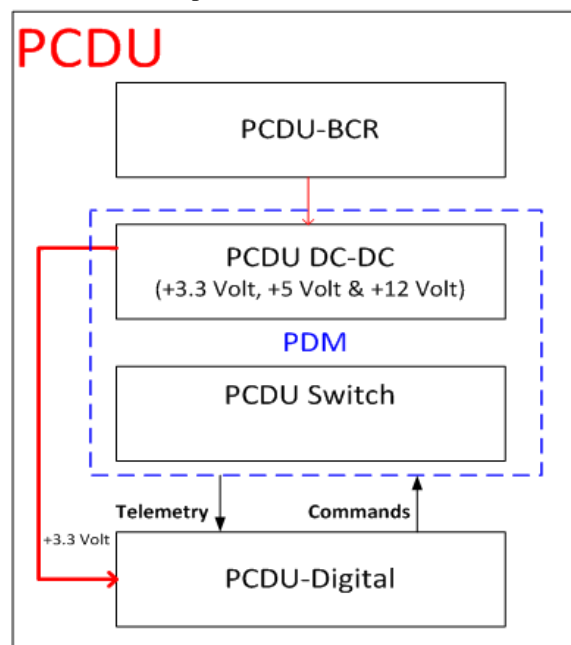 PCDU
PCDU-BCR
PCDU DC-DC
(+3.3 Volt, +5 Volt & +12 Volt)
PDM
PCDU Switch
Telemetry
Commands
+3.3 Volt
PCDU-Digital